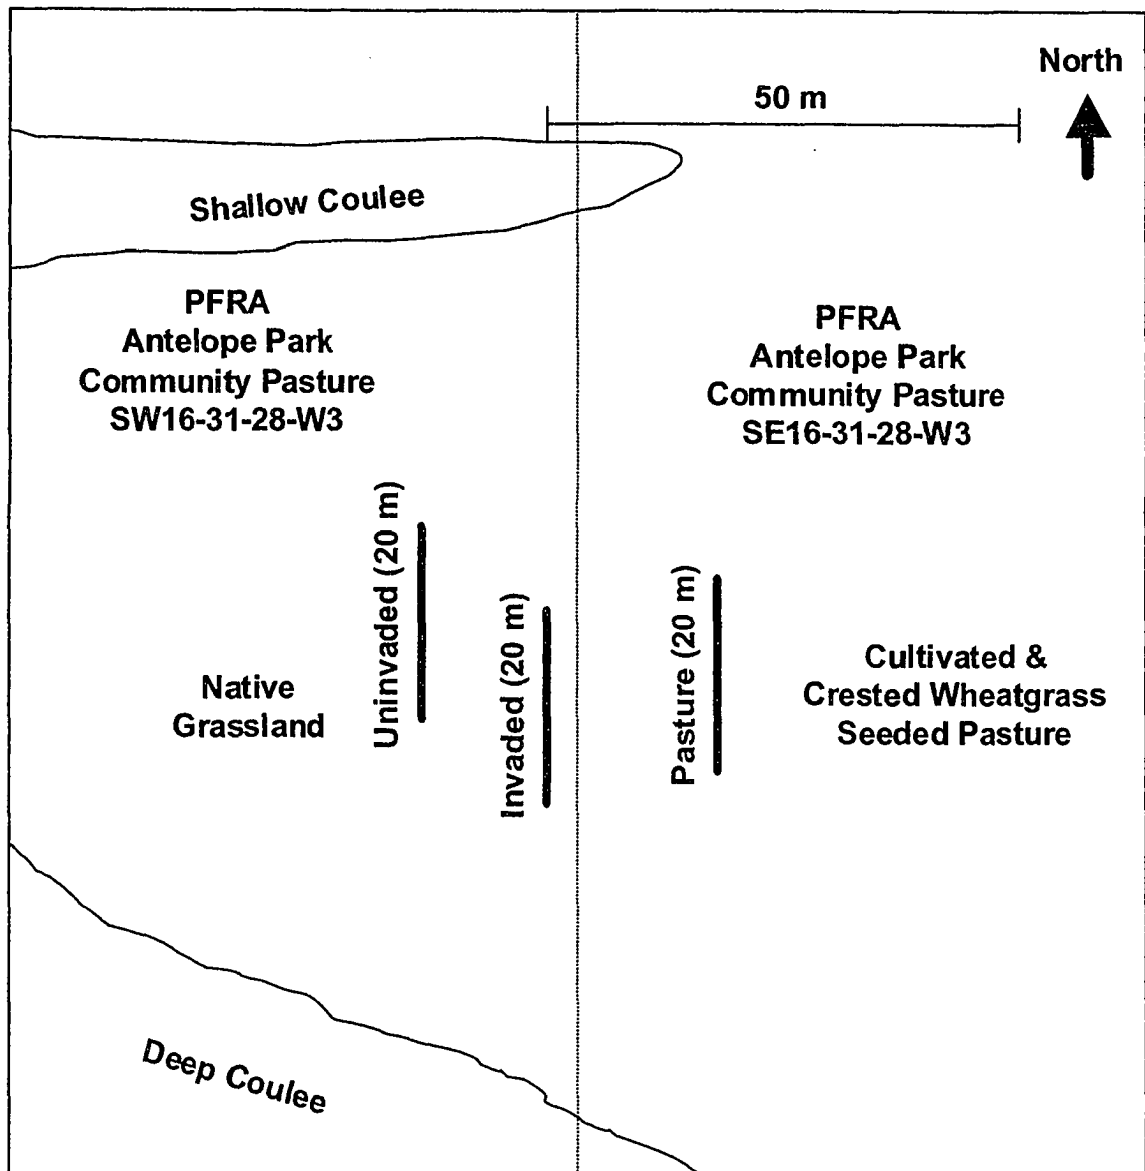 North
50 m
Shallow Coulee
PFRA
Antelope Park
Community Pasture
SW16-31-28-W3
PFRA
Antelope Park
Community Pasture
SE16-31-28-W3
Uninvaded (20 m)
Invaded (20 m)
Pasture (20 m)
Native
Grassland
Cultivated &
Crested Wheatgrass
Seeded Pasture
Deep Coulee